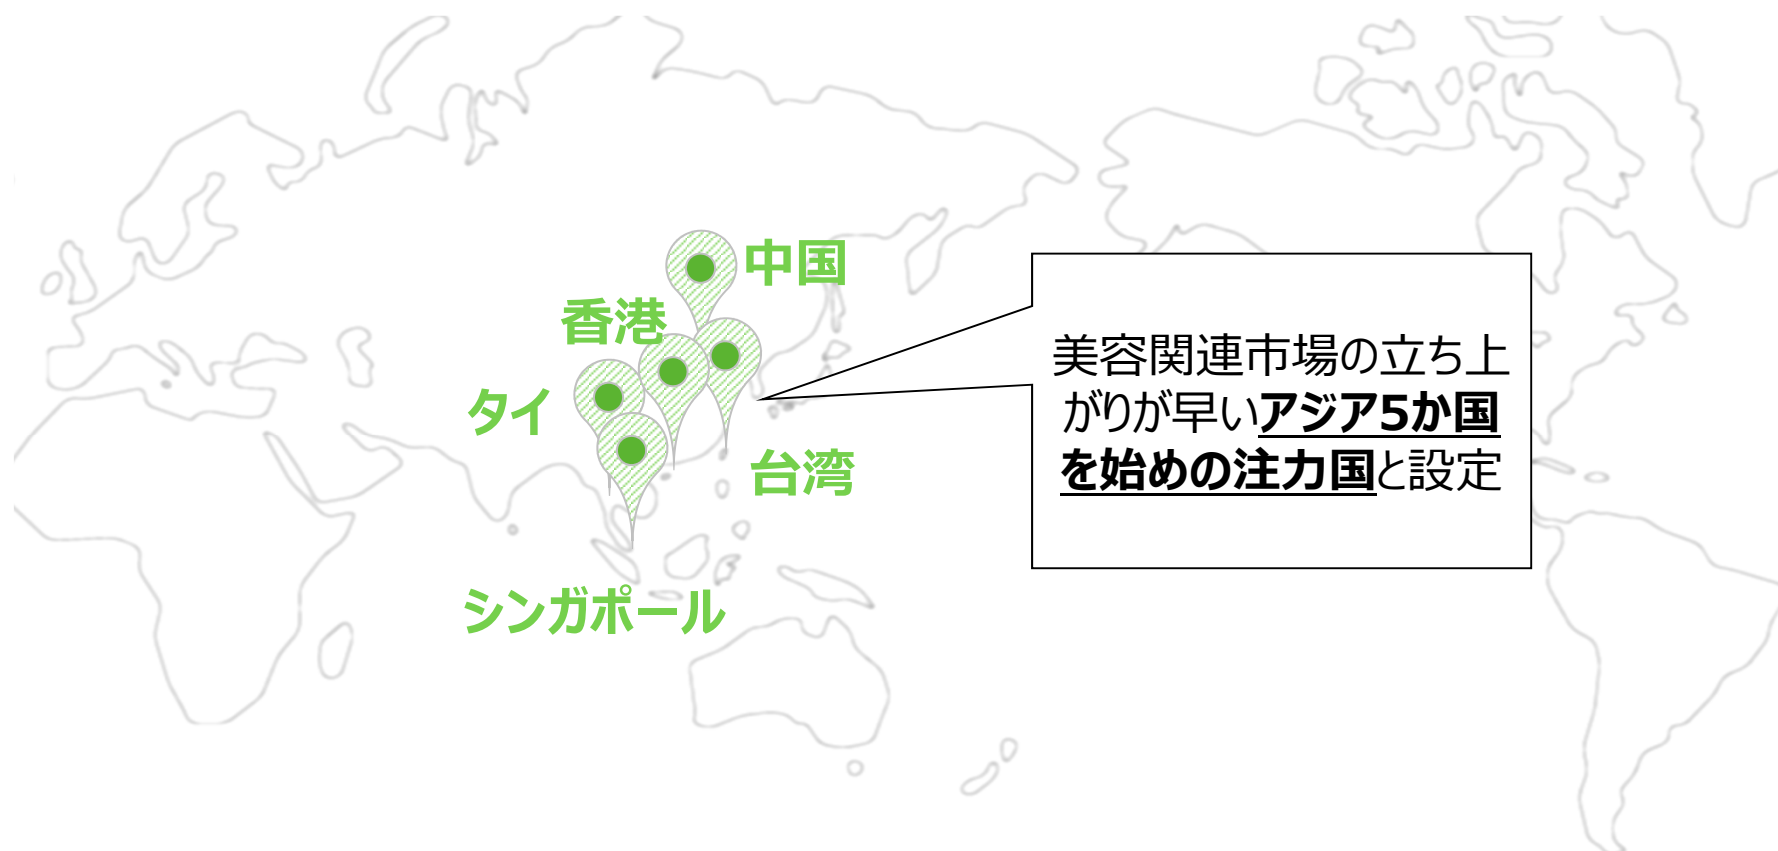 中国
香港
タイ
台湾
シンガポール
美容関連市場の立ち上
がりが早いアジア5か国
を始めの注力国と設定